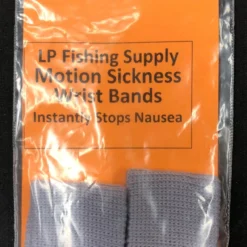 LP Fishing Supply
Motion Sickness
Wrist Bands
Instantly Stops Nausea